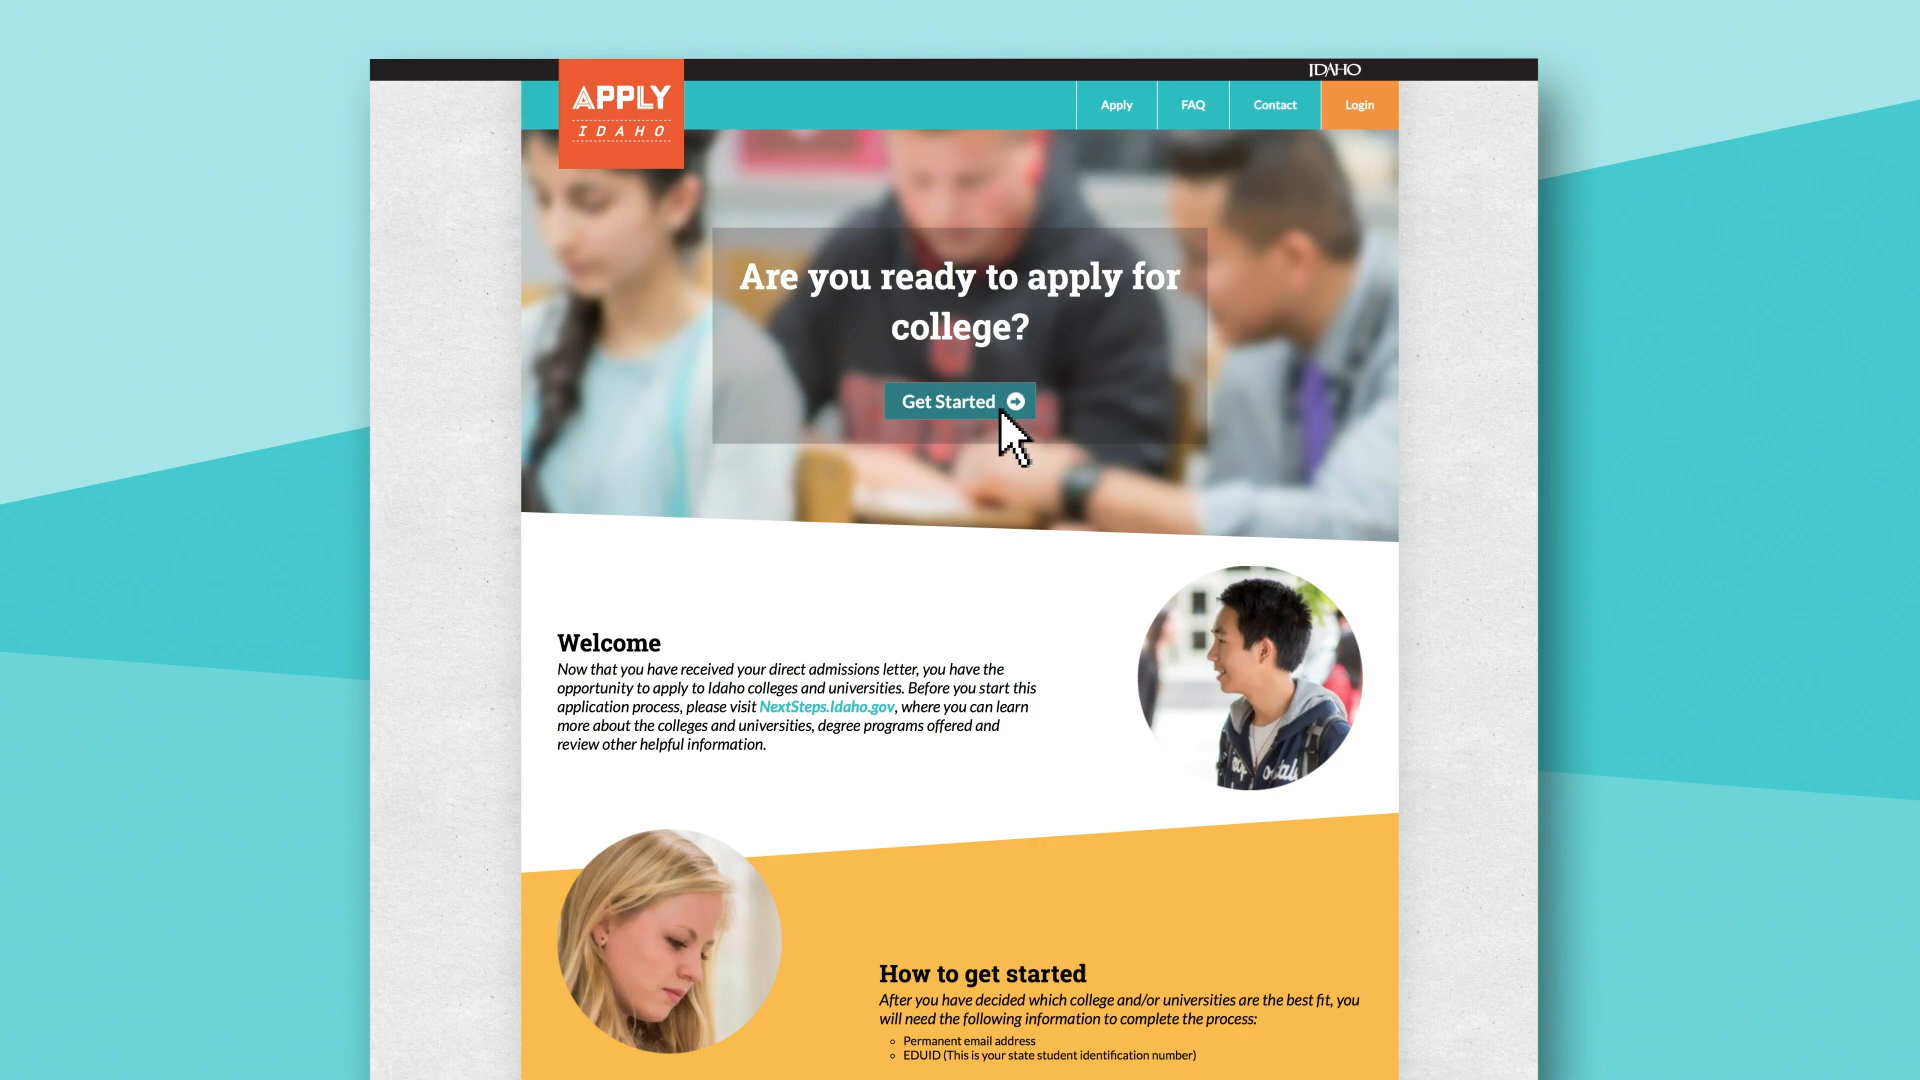 IDAHO
APPLY
IDAHO
Apply
FAQ
Contact
Login
Are you ready to apply for
college?
Get Started
Welcome
Now that you have received your direct admissions letter, you have the
opportunity to apply to Idaho colleges and universities. Before you start this
application process, please visit NextSteps.Idaho.gov, where you can learn
more about the colleges and universities, degree programs offered and
review other helpful information.
How to get started
After you have decided which college and/or universities are the best fit, you
will need the following information to complete the process:
Permanent email address
EDUID (This is your state student identification number)